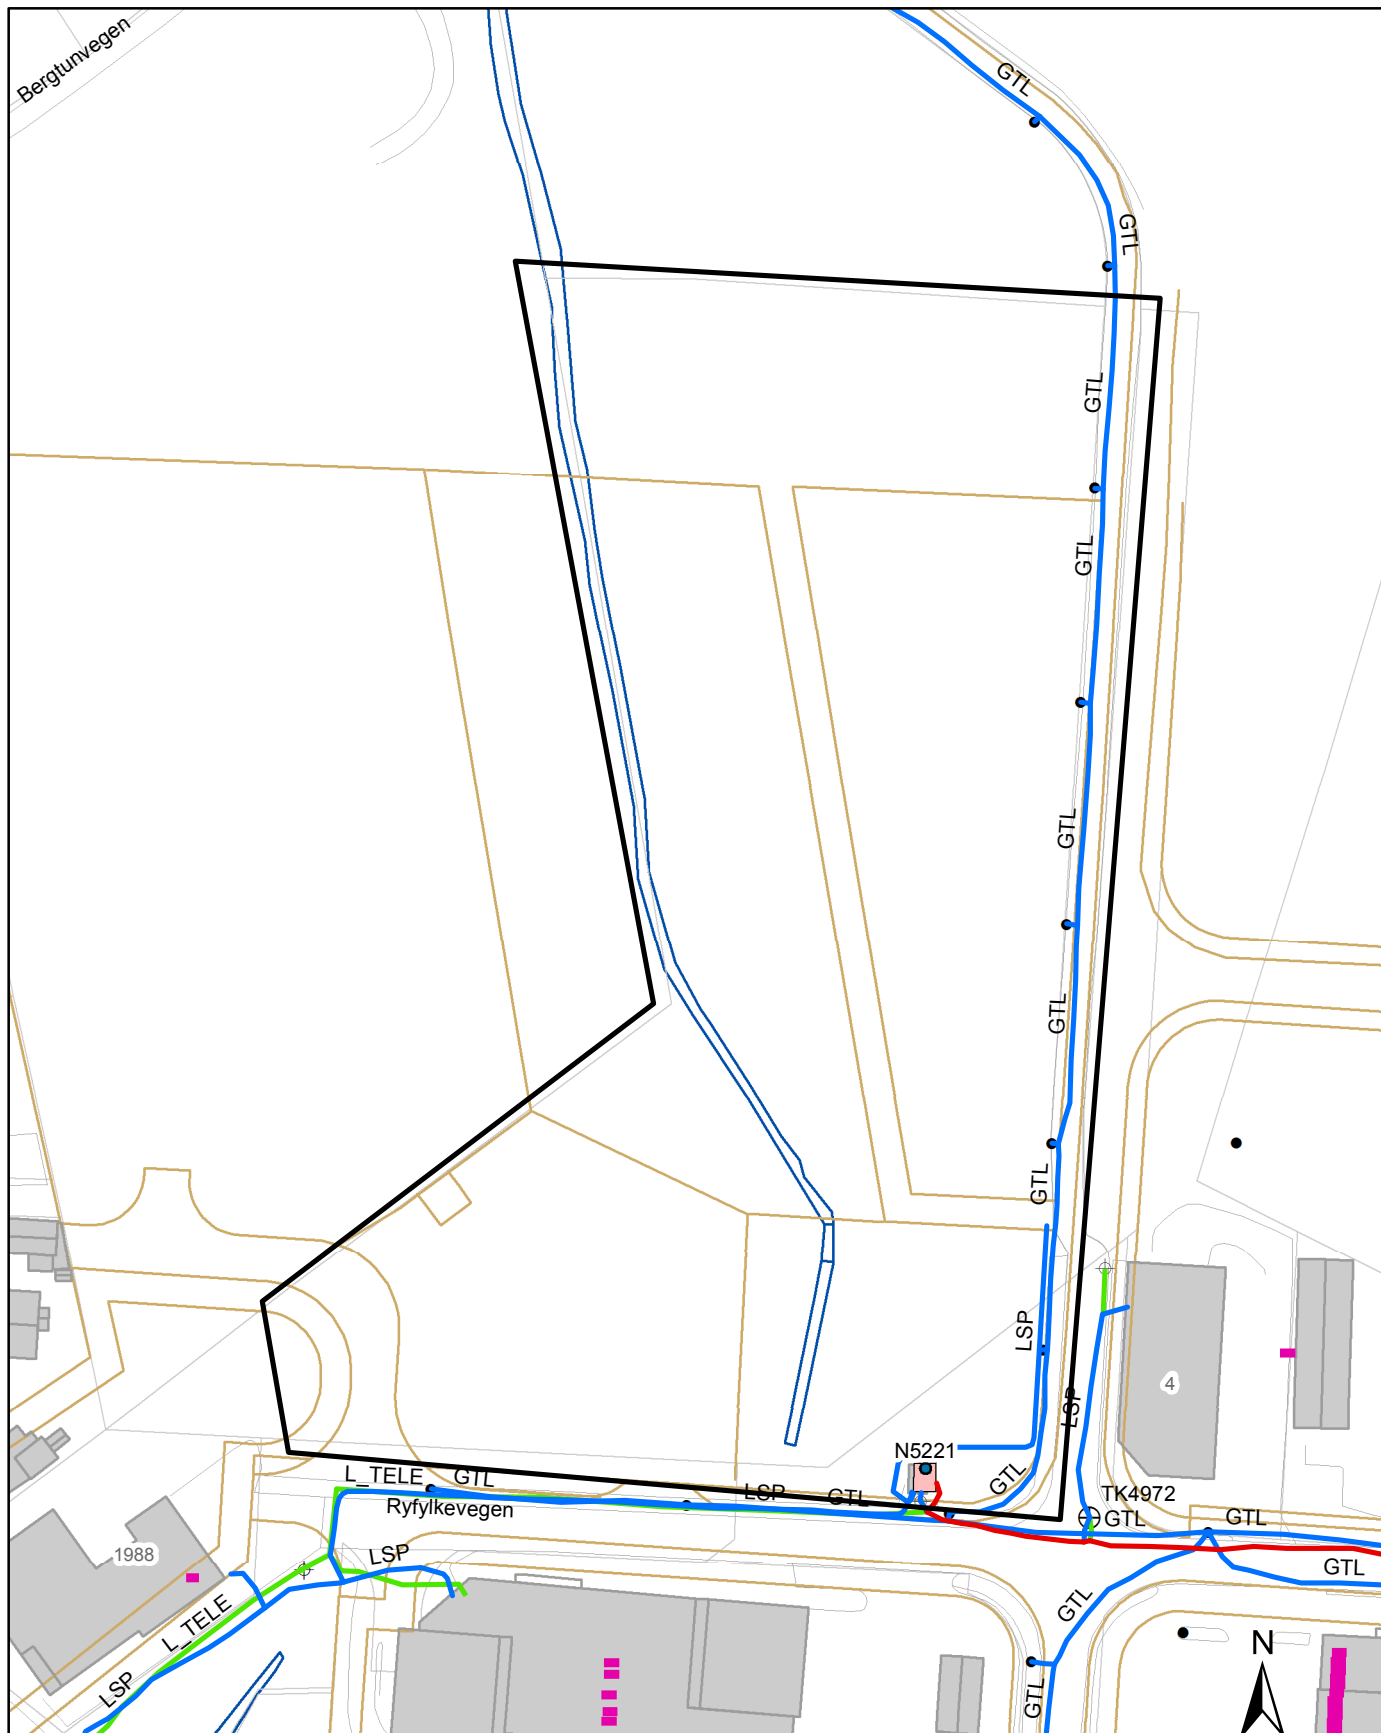 Bergtunvegen
GTL
GTL
GTL
GTL
GTL
GTL
GTL
LSP
4
LSP
N5221
L_TELE
GTL
LSP
GTL
GTL
Ryfylkevegen
TK4972
GTL
GTL
1988
LSP
GTL
L_TELE
GTL
N
LSP
GTL